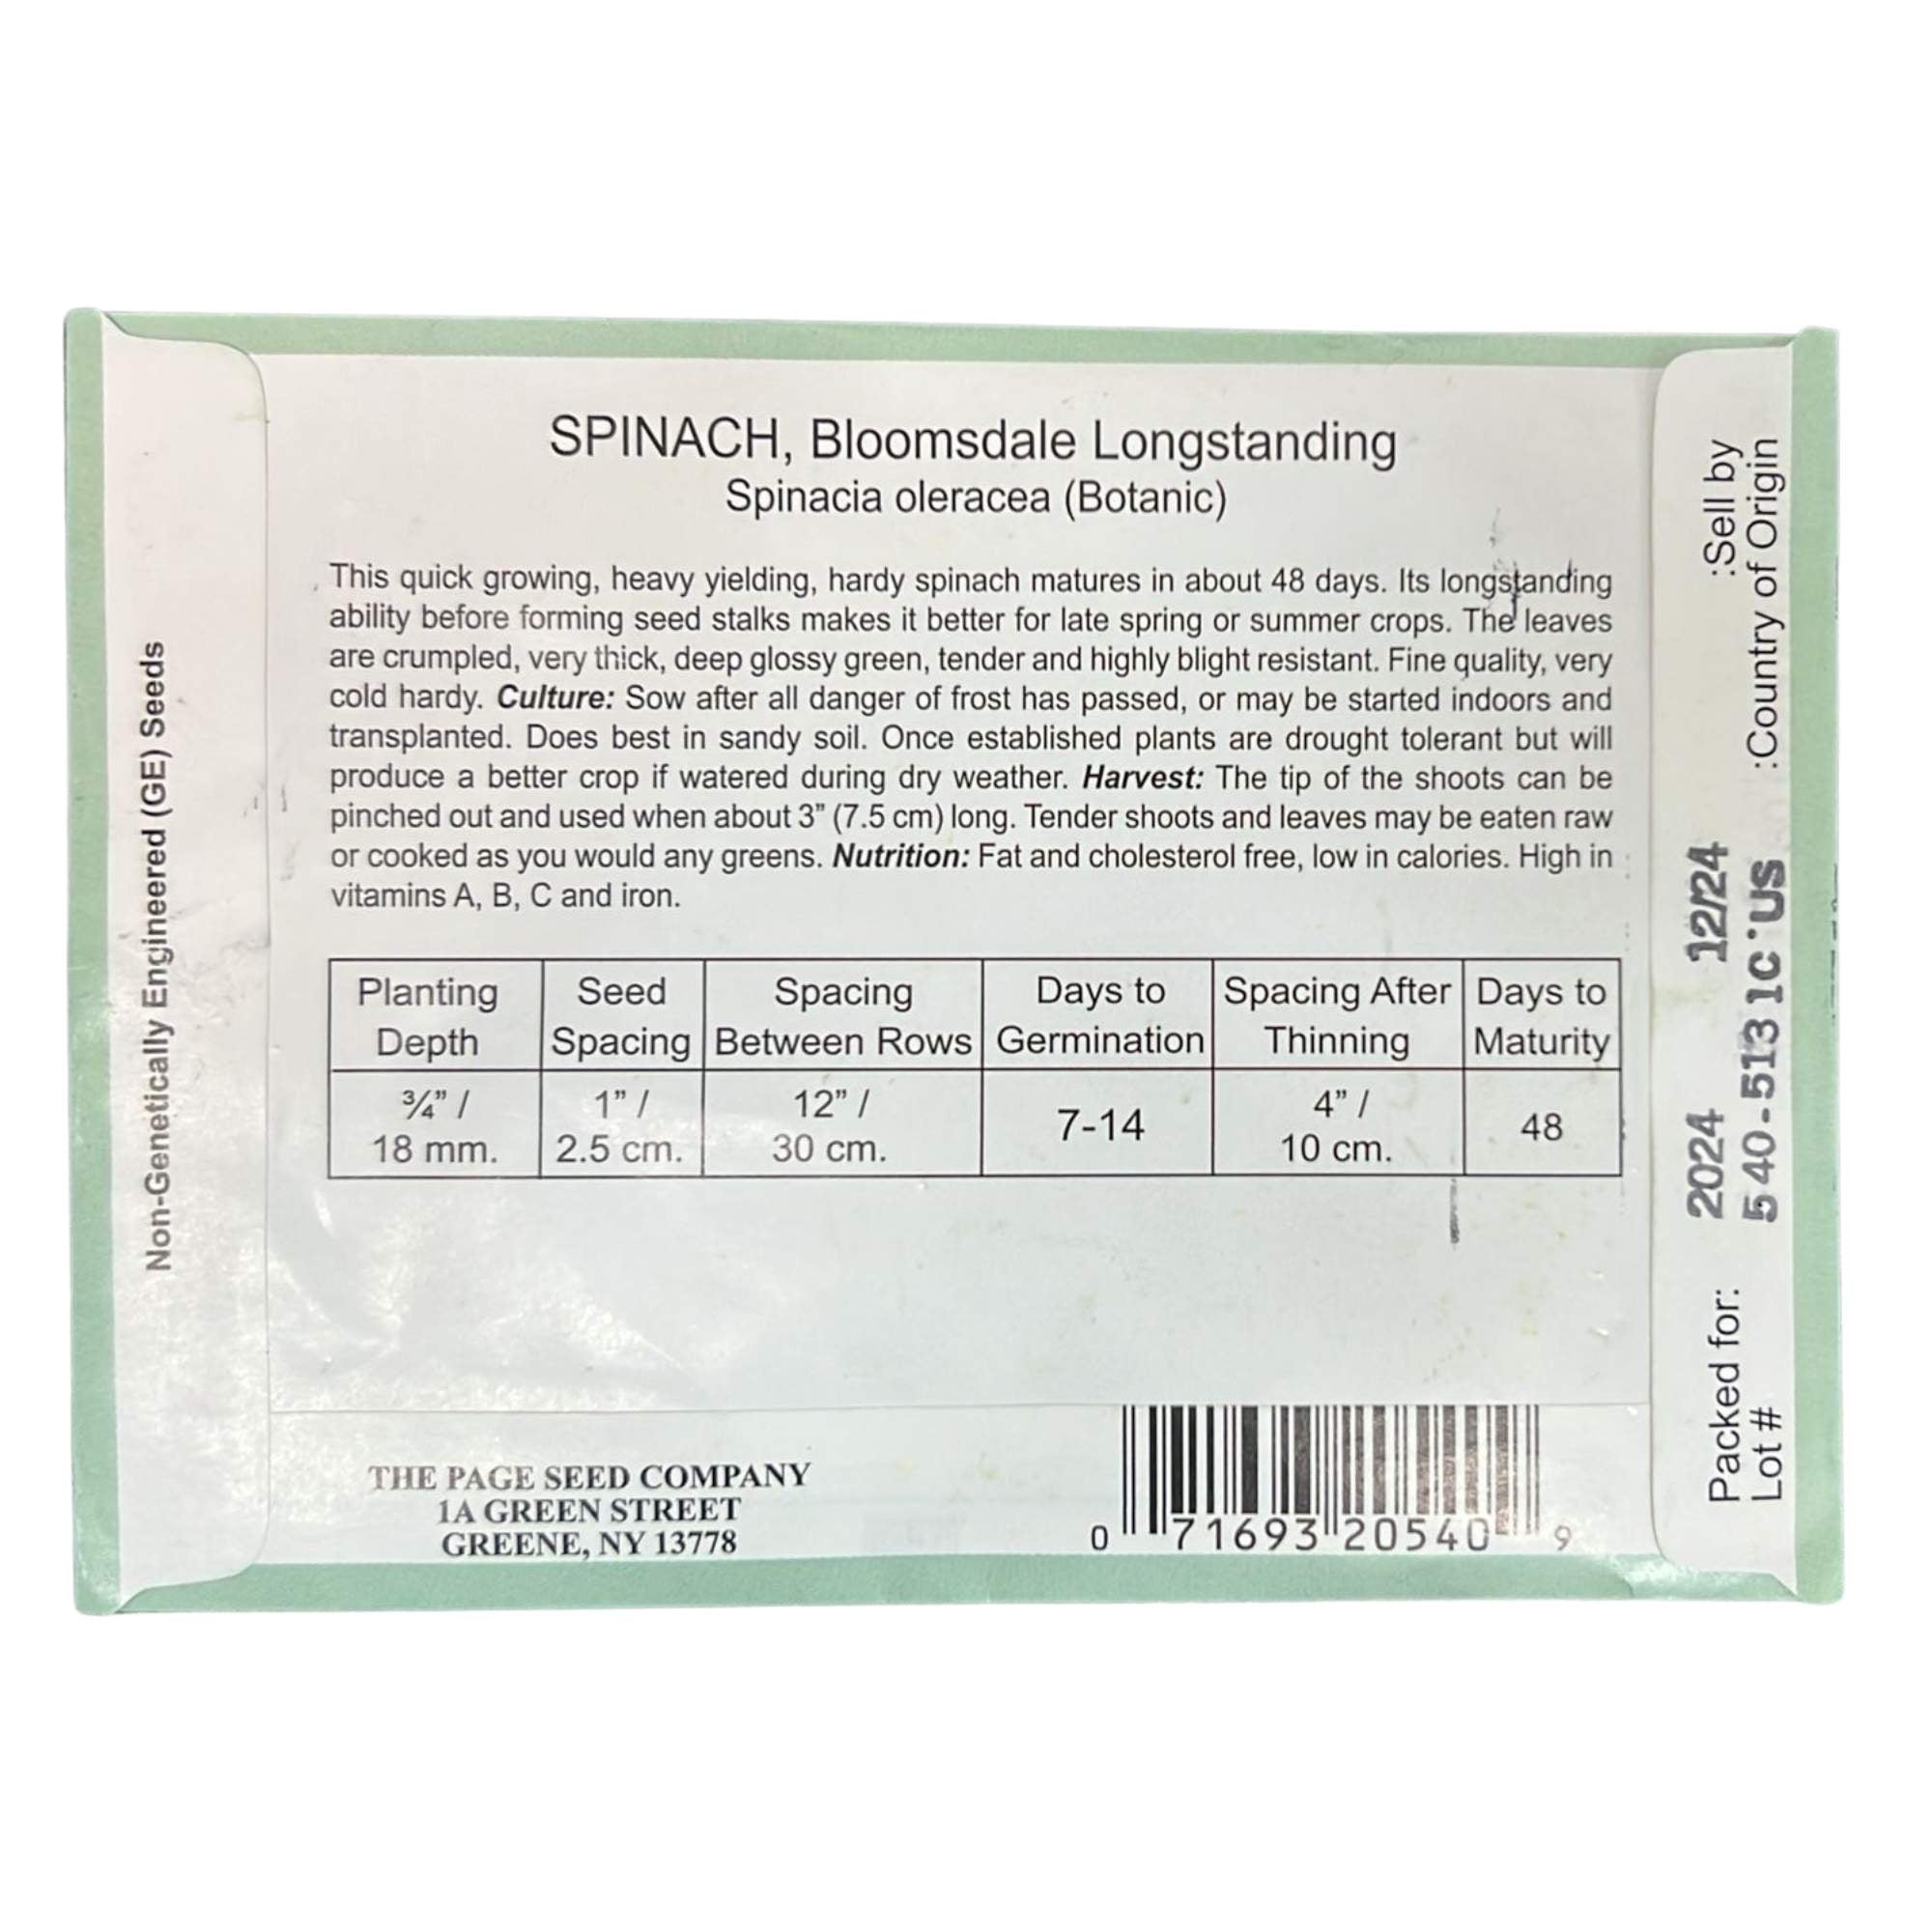 SPINACH, Bloomsdale Longstanding
Spinacia oleracea (Botanic)
This quick growing, heavy yielding, hardy spinach matures in about 48 days. Its longstanding
ability before forming seed stalks makes it better for late spring or summer crops. The leaves
are crumpled, very thick, deep glossy green, tender and highly blight resistant. Fine quality, very
cold hardy. Culture: Sow after all danger of frost has passed, or may be started indoors and
transplanted. Does best in sandy soil. Once established plants are drought tolerant but will
produce a better crop if watered during dry weather. Harvest: The tip of the shoots can be
pinched out and used when about 3” (7.5 cm) long. Tender shoots and leaves may be eaten raw
or cooked as you would any greens. Nutrition: Fat and cholesterol free, low in calories. High in
vitamins A, B, C and iron.
Planting Depth
Seed Spacing
Spacing Between Rows
Days to Germination
Spacing After Thinning
Days to Maturity
¾” / 18 mm.
1” / 2.5 cm.
12” / 30 cm.
7-14
4” / 10 cm.
48
THE PAGE SEED COMPANY
1A GREEN STREET
GREENE, NY 13778
0 71693 20540 9
Non-Genetically Engineered (GE) Seeds
Packed for: 2024 12/24 :Sell by
Lot # 540-5131C US :Country of Origin